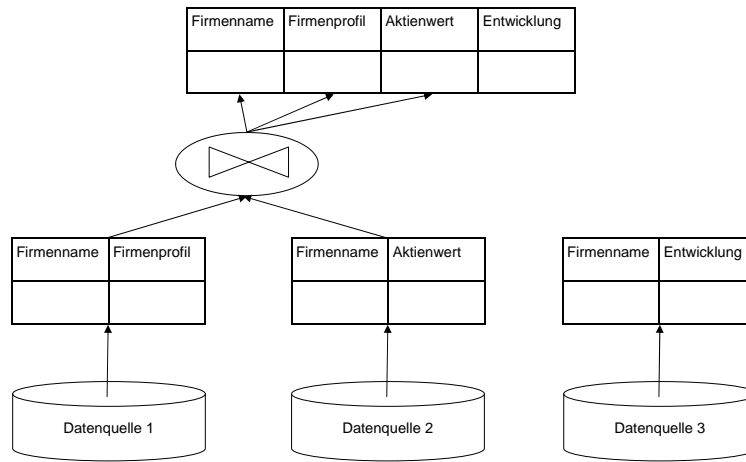 Firmenname Firmenprofil Aktienwert Entwicklung
Firmenname Firmenprofil Firmenname Aktienwert Firmenname Entwicklung
Datenquelle 1 Datenquelle 2 Datenquelle 3